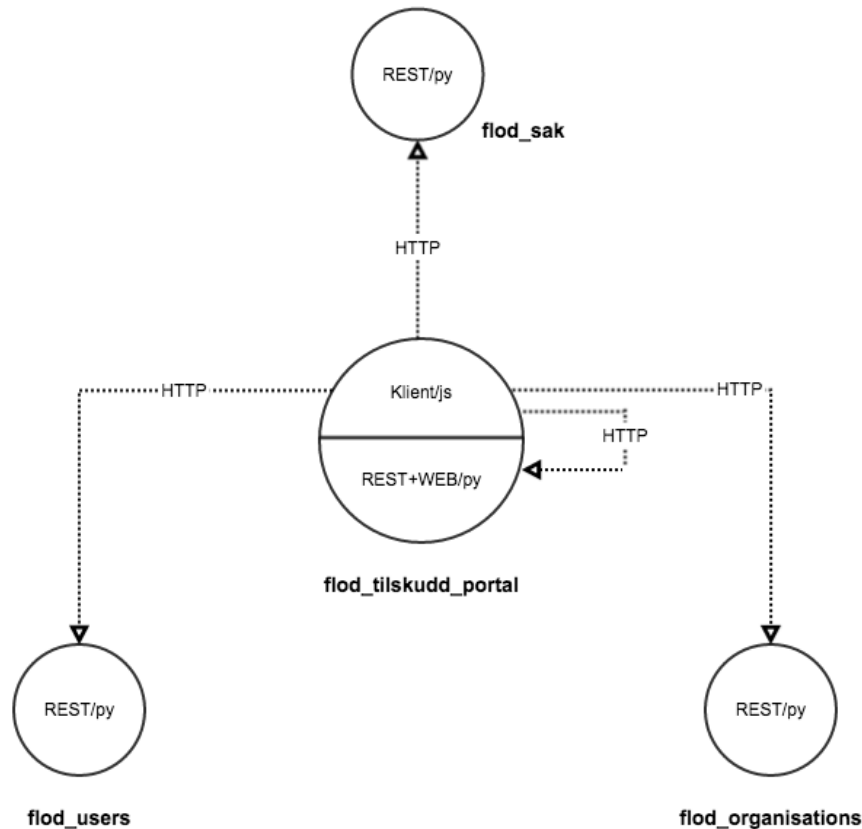 REST/py
flod_sak
HTTP
Klient/js
HTTP
HTTP
HTTP
REST+WEB/py
flod_tilskudd_portal
REST/py
REST/py
flod_users
flod_organisations